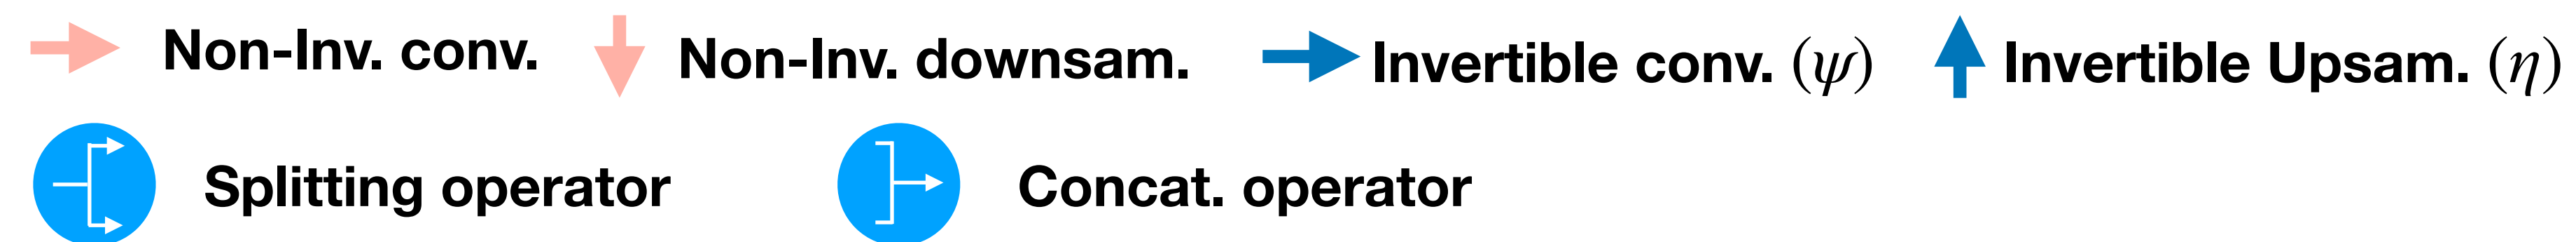 Non-Inv. conv. Non-Inv. downsam. Invertible conv. (ψ) Invertible Upsam. (η)
Splitting operator Concat. operator